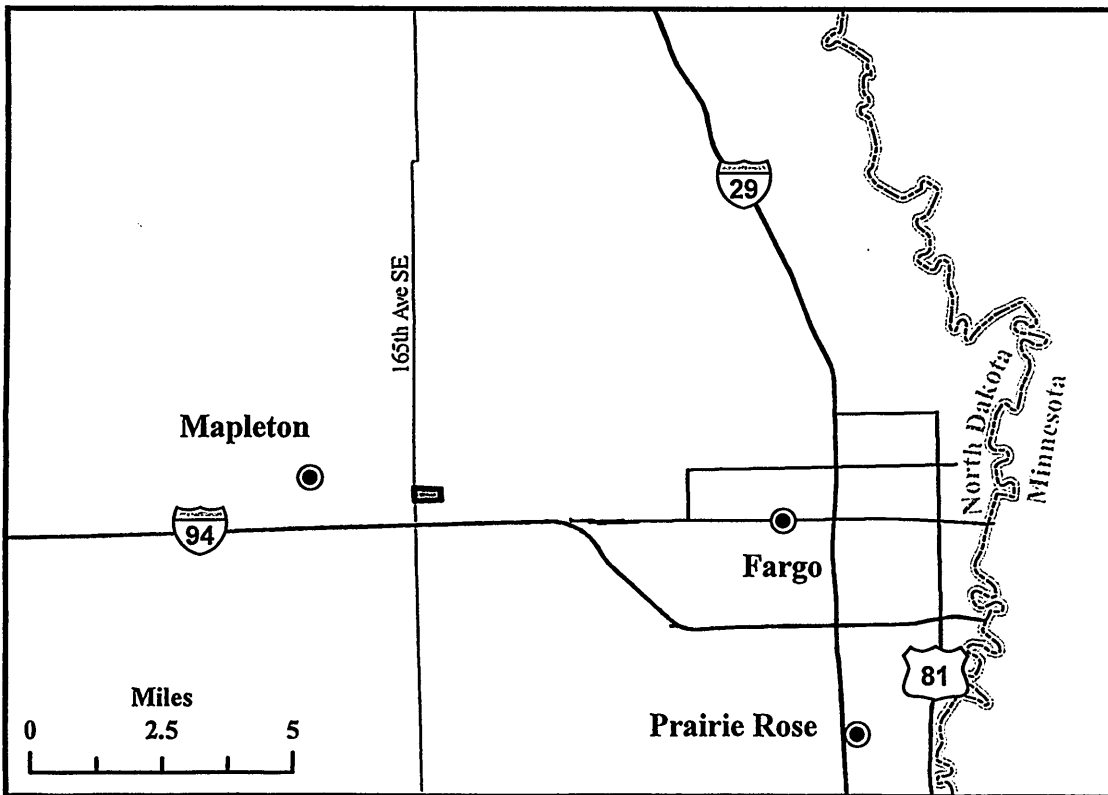 29
165th Ave SE
North Dakota
Minnesota
Mapleton
94
Fargo
81
Miles
0 2.5 5
Prairie Rose